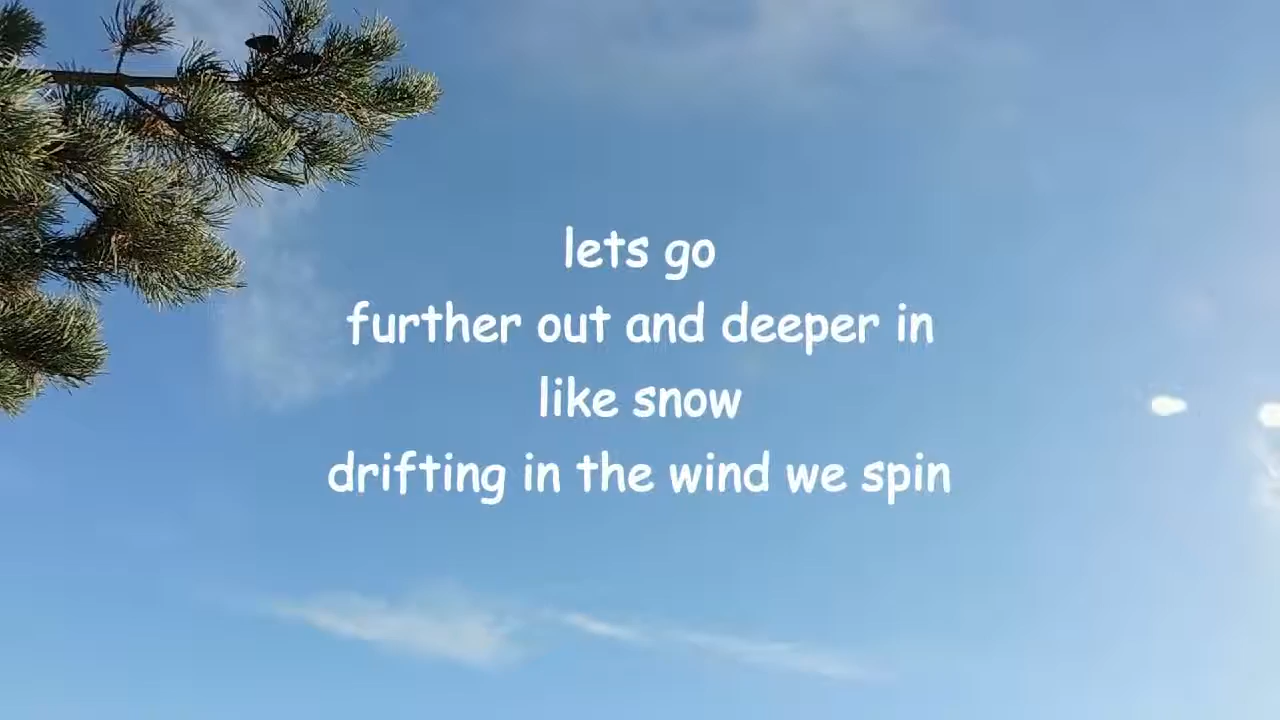 lets go
further out and deeper in
like snow
drifting in the wind we spin